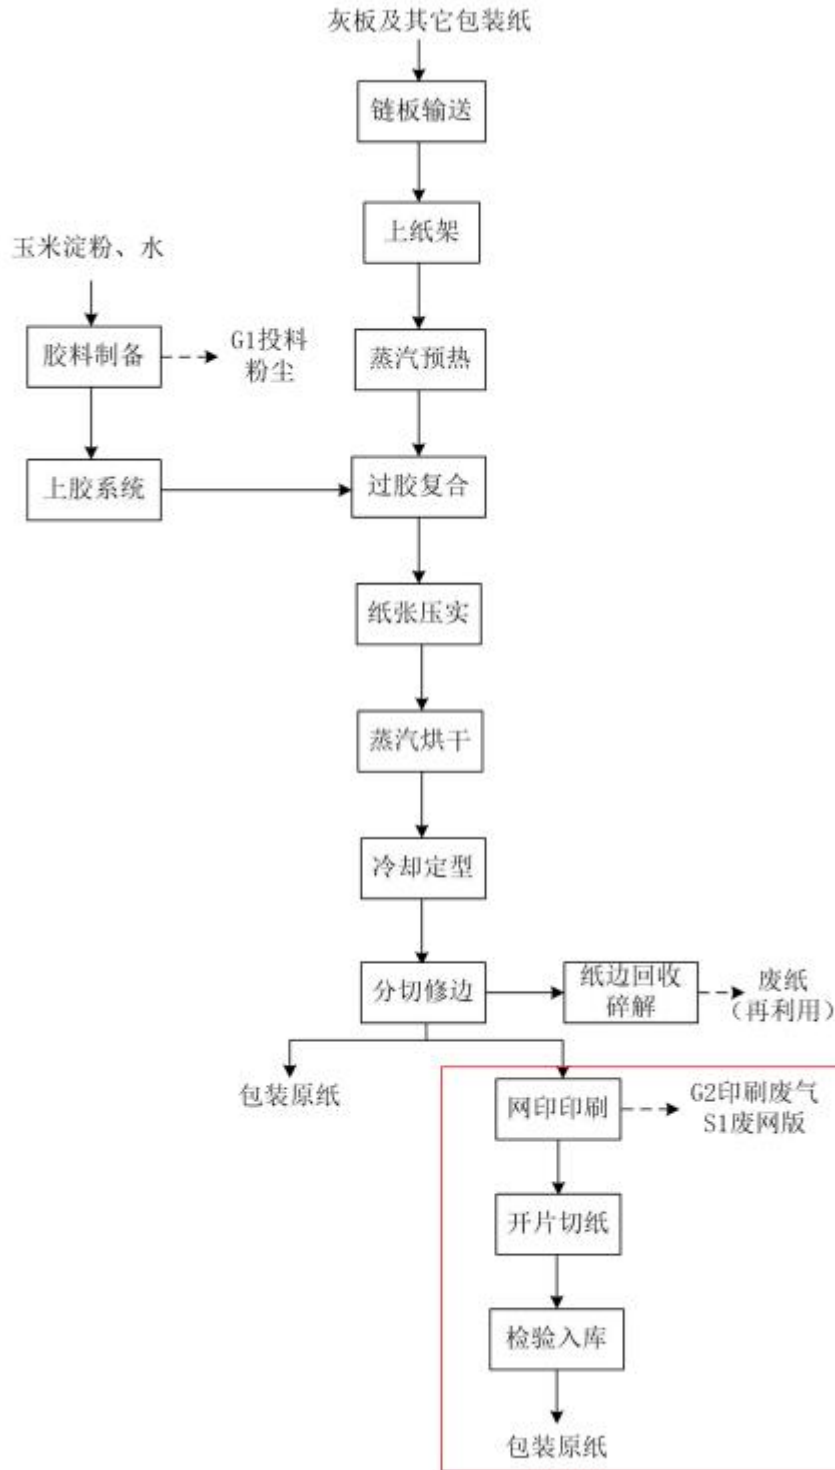 灰板及其它包装纸
链板输送
上纸架
玉米淀粉、水
胶料制备
G1投料
粉尘
蒸汽预热
上胶系统
过胶复合
纸张压实
蒸汽烘干
冷却定型
分切修边
纸边回收
碎解
废纸
（再利用）
包装原纸
网印印刷
G2印刷废气
S1废网版
开片切纸
检验入库
包装原纸